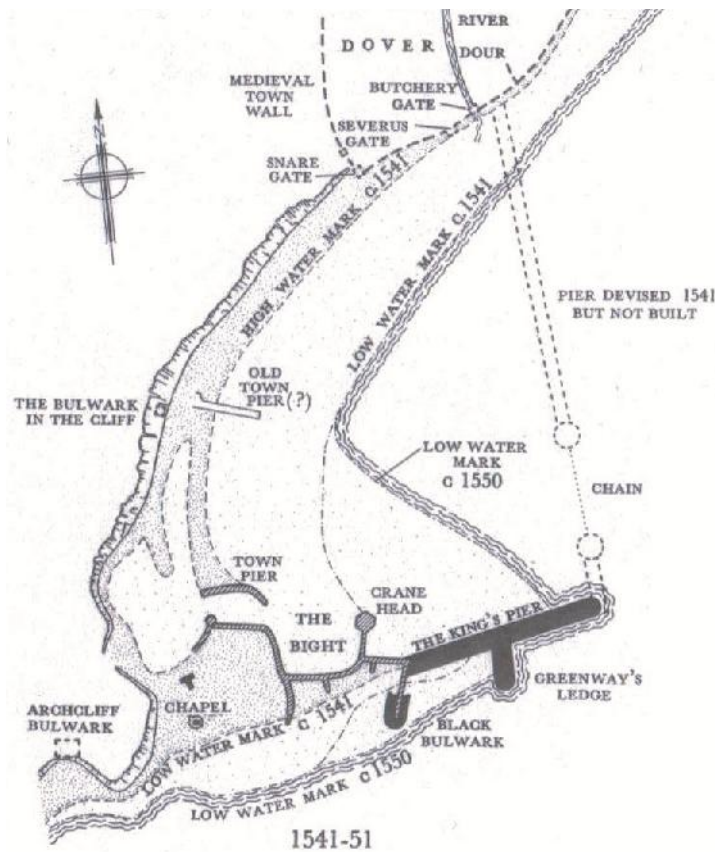 RIVER
DOVER
DOUR
MEDIEVAL
TOWN
WALL
BUTCHERY
GATE
SEVERUS
GATE
SNARE
GATE
N
HIGH WATER MARK C.1541
LOW WATER MARK C.1541
PIER DEVISED 1541
BUT NOT BUILT
OLD
TOWN
PIER(?)
THE BULWARK
IN THE CLIFF
LOW WATER
MARK
C 1550
CHAIN
TOWN
PIER
CRANE
HEAD
THE
BIGHT
THE KING'S PIER
GREENWAY'S
LEDGE
ARCHCLIFF
BULWARK
CHAPEL
BLACK
BULWARK
LOW WATER MARK C 1541
LOW WATER MARK C 1550
1541-51